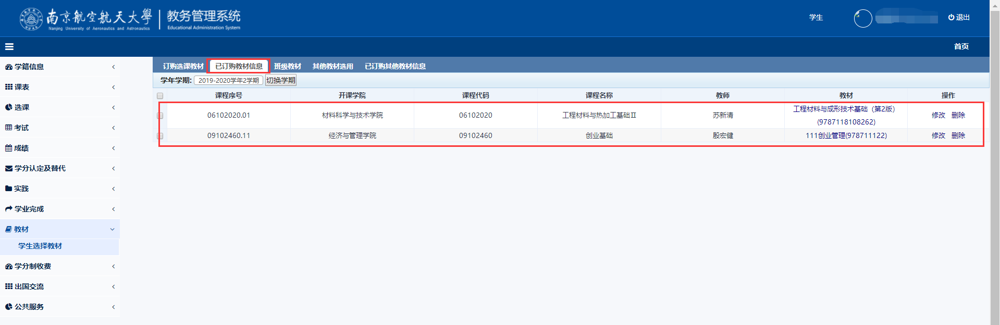 南京航空航天大學
Nanjing University of Aeronautics and Astronautics
教务管理系统
Educational Administration System
学生
退出
首页
学籍信息
课表
选课
考试
成绩
学分认定及替代
实践
学业完成
教材
学生选择教材
学分制收费
出国交流
公共服务
订购选课教材 已订购教材信息 班级教材 其他教材选用 已订购其他教材信息
学年学期: 2019-2020学年2学期 切换学期
课程序号 开课学院 课程代码 课程名称 教师 教材 操作
06102020.01 材料科学与技术学院 06102020 工程材料与热加工基础Ⅱ 苏新清 工程材料与成形技术基础（第2版）
(9787118108262) 修改 删除
09102460.11 经济与管理学院 09102460 创业基础 殷宏健 111创业管理(978711122) 修改 删除